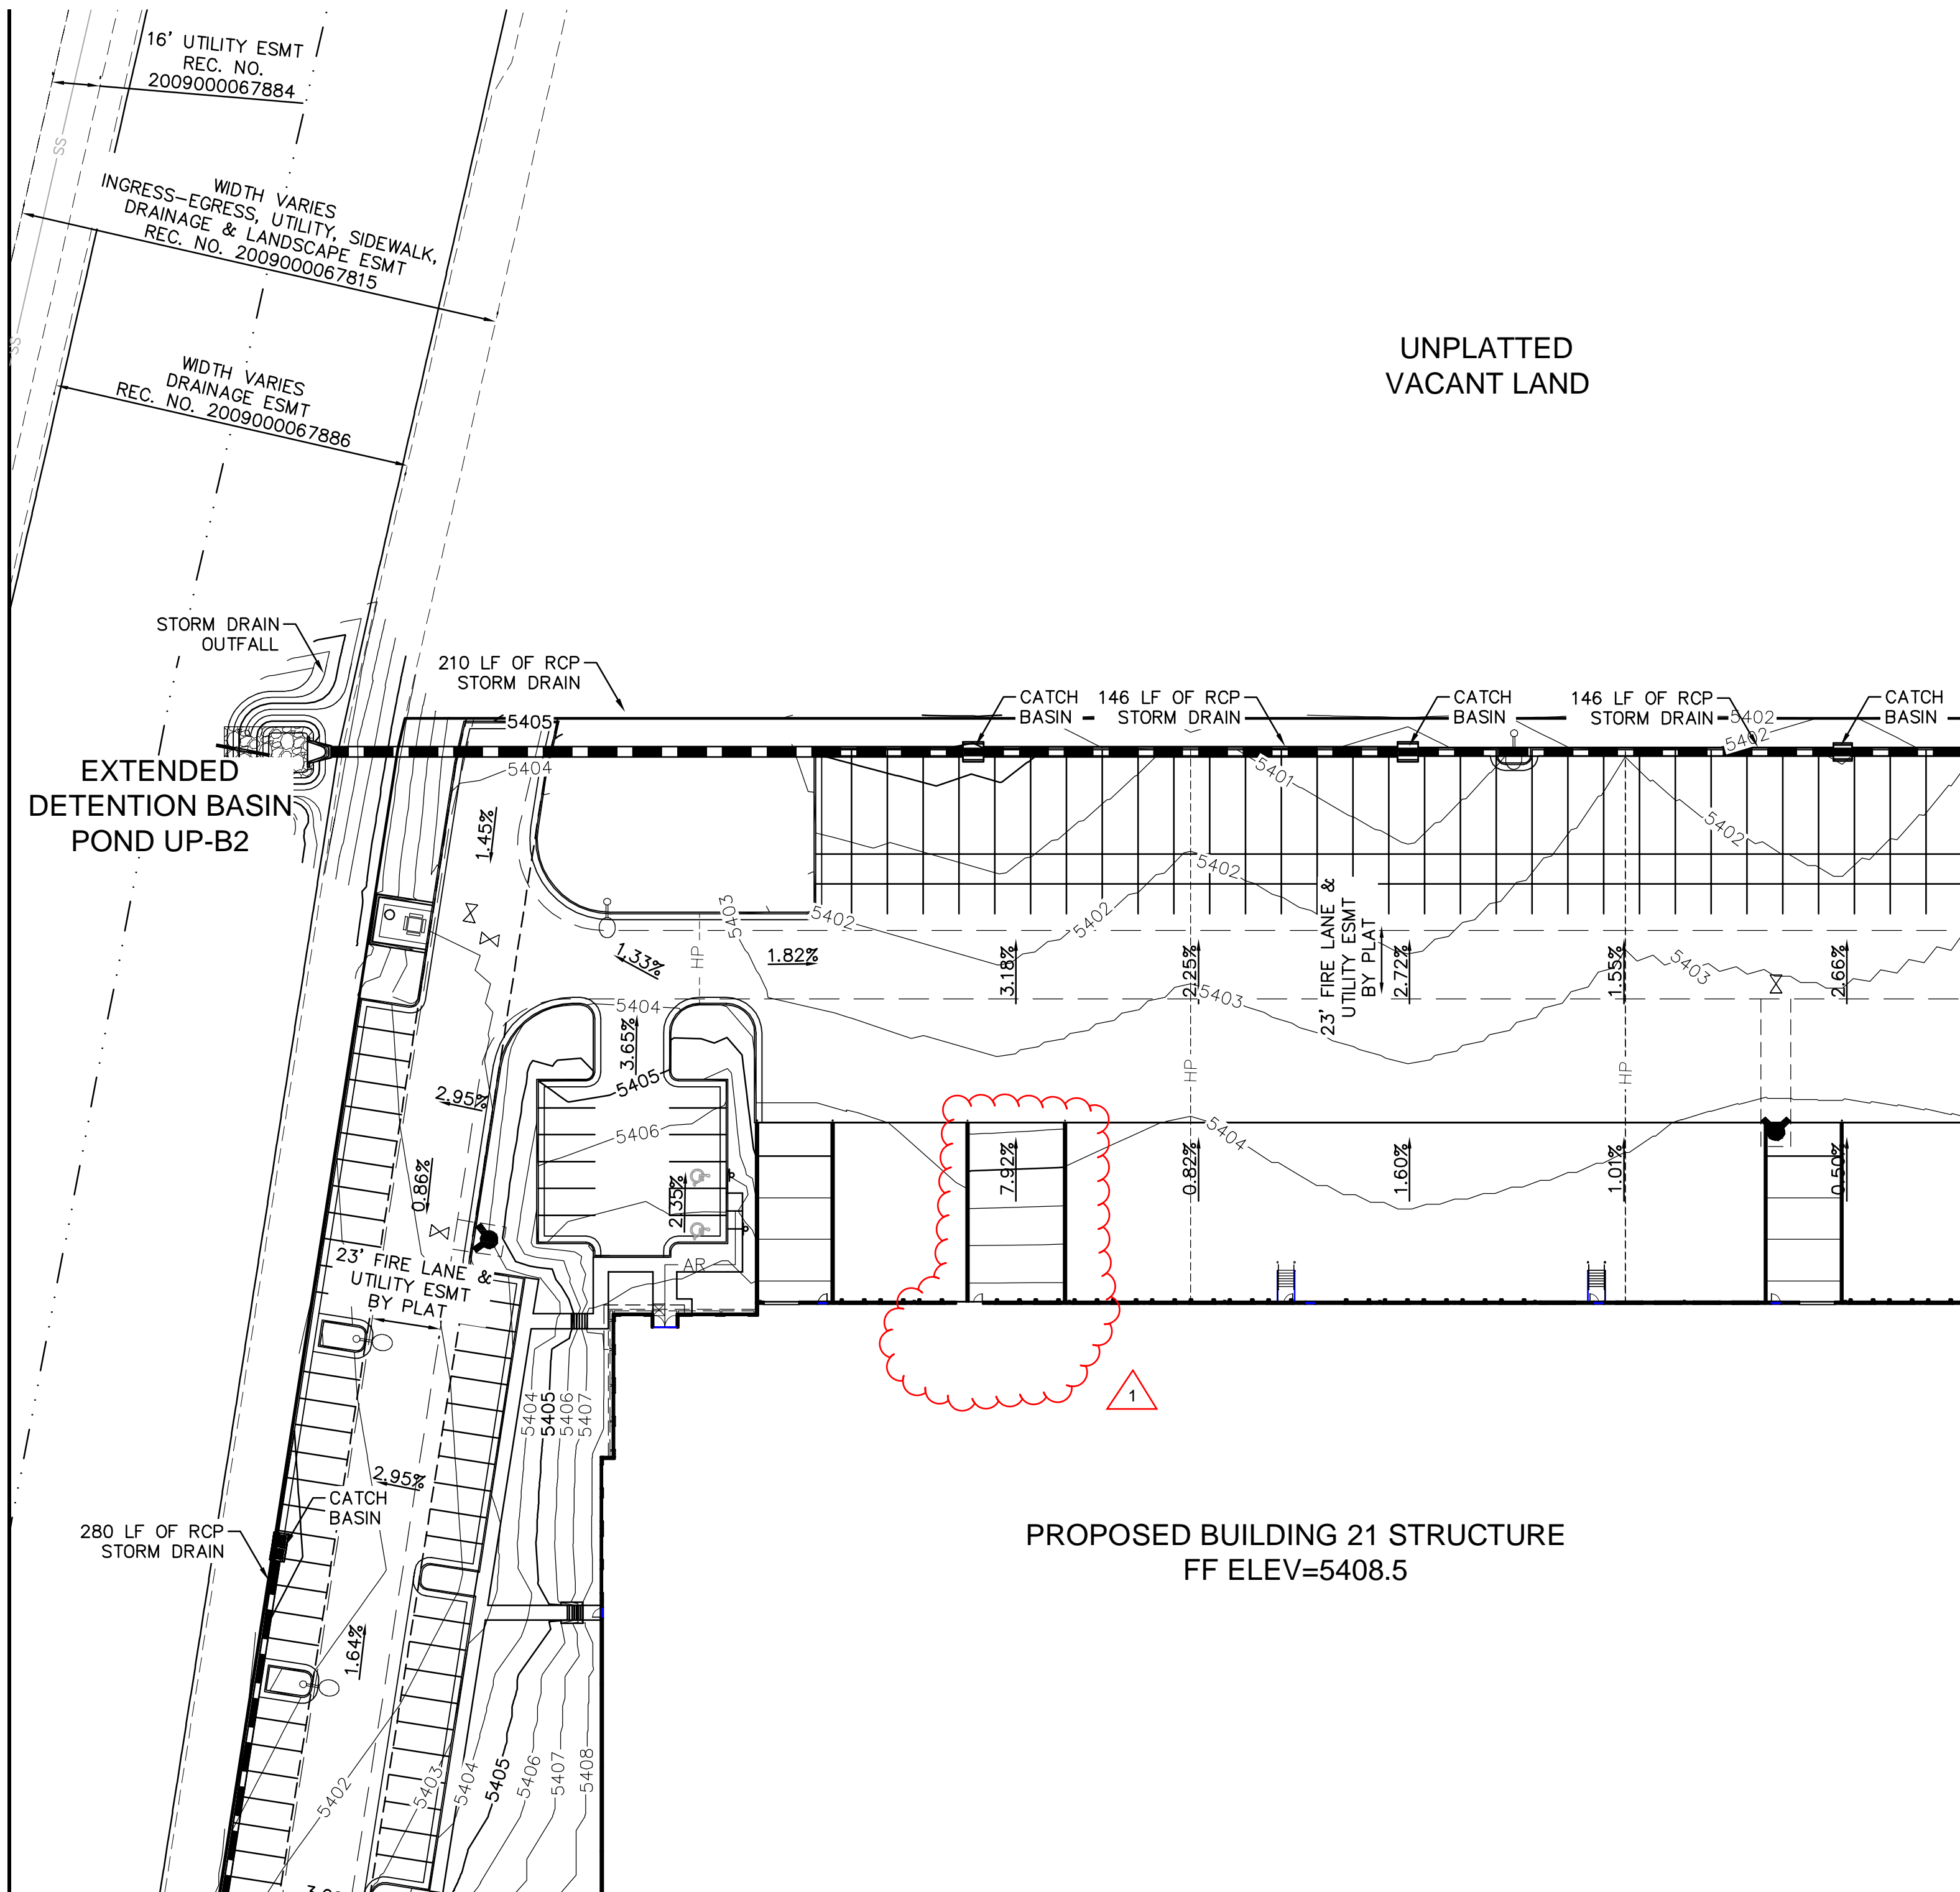 16' UTILITY ESMT
REC. NO.
2009000067884
SS
WIDTH VARIES
INGRESS-EGRESS, UTILITY, SIDEWALK,
DRAINAGE & LANDSCAPE ESMT
REC. NO. 2009000067815
SS
WIDTH VARIES
DRAINAGE ESMT
REC. NO. 2009000067886
UNPLATTED
VACANT LAND
STORM DRAIN
OUTFALL
210 LF OF RCP
STORM DRAIN
CATCH
BASIN
146 LF OF RCP
STORM DRAIN
CATCH
BASIN
146 LF OF RCP
STORM DRAIN
CATCH
BASIN
5405
5402
5402
5404
5401
EXTENDED
DETENTION BASIN
POND UP-B2
1.45%
5402
5402
5403
5402
5402
23' FIRE LANE &
UTILITY ESMT
BY PLAT
1.33%
HP
1.82%
3.18%
2.25%
2.72%
1.55%
5403
2.66%
5404
5403
3.65%
HP
HP
5405
2.95%
5406
5404
0.86%
2.35%
7.92%
0.82%
1.60%
1.01%
0.50%
AR
23' FIRE LANE &
UTILITY ESMT
BY PLAT
1
5404
5405
5406
5407
2.95%
CATCH
BASIN
280 LF OF RCP
STORM DRAIN
PROPOSED BUILDING 21 STRUCTURE
FF ELEV=5408.5
1.64%
5402
5403
5404
5405
5406
5407
5408